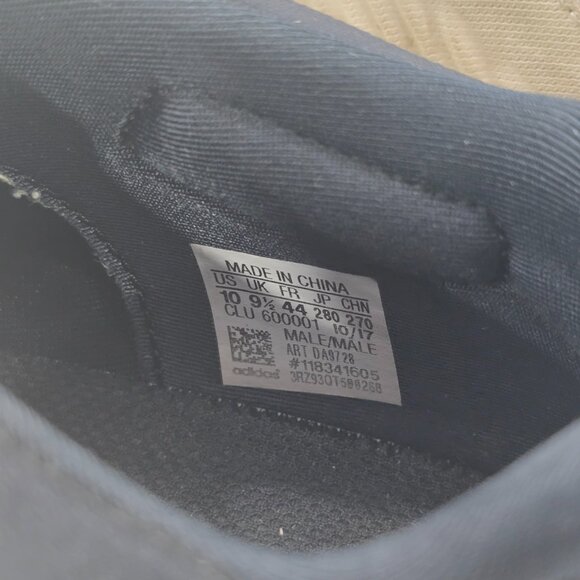 MADE IN CHINA
US UK FR JP CHN
10 9½ 44 280 270
CLU 600001 10/17
MALE/MALE
ART DA9728
#118341605
adidas 3RZ93QT5B8268